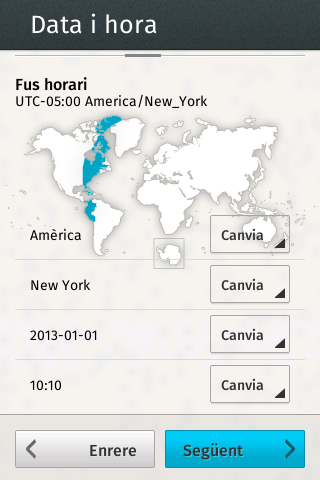 Data i hora
Fus horari
UTC-05:00 America/New_York
Amèrica
Canvia
New York
Canvia
2013-01-01
Canvia
10:10
Canvia
Enrere
Següent